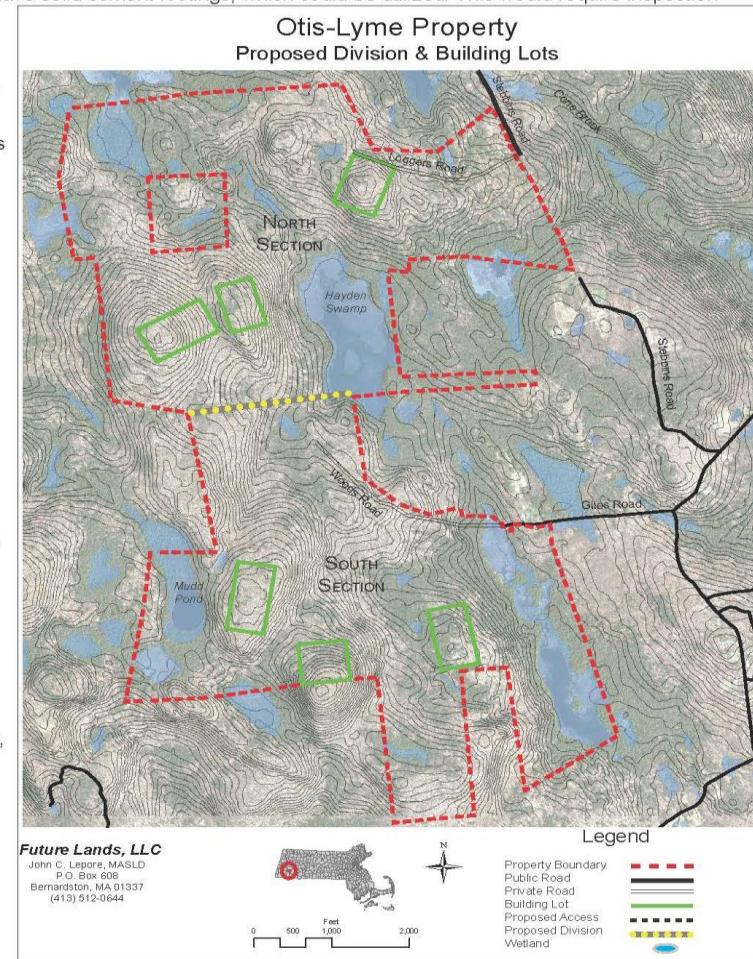 Otis-Lyme Property
Proposed Division & Building Lots
Stebbins Road
Cone Brook
Loggers Road
NORTH
SECTION
Hayden
Swamp
Stebbins Road
Woods Road
Giles Road
SOUTH
SECTION
Mudd
Pond
Future Lands, LLC
John C. Lepore, MASLD
P.O. Box 608
Bernardston, MA 01337
(413) 512-0644
N
Feet
0 500 1,000 2,000
Legend
Property Boundary
Public Road
Private Road
Building Lot
Proposed Access
Proposed Division
Wetland